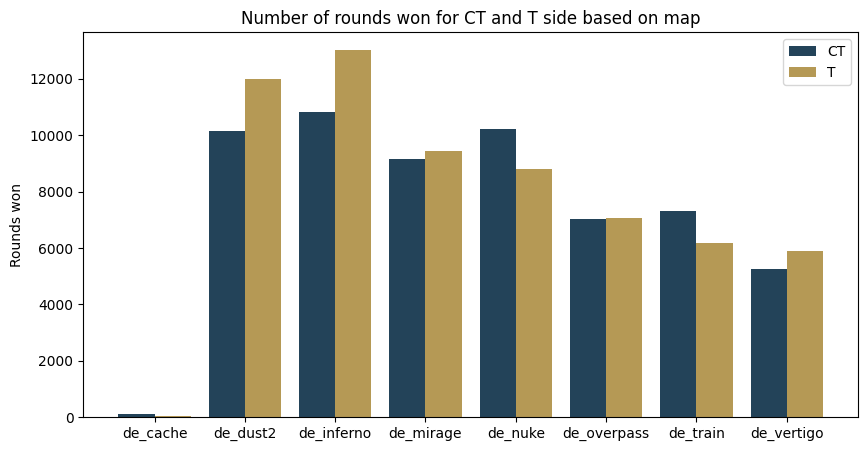 Number of rounds won for CT and T side based on map
CT
T
Rounds won
12000
10000
8000
6000
4000
2000
0
de_cache de_dust2 de_inferno de_mirage de_nuke de_overpass de_train de_vertigo